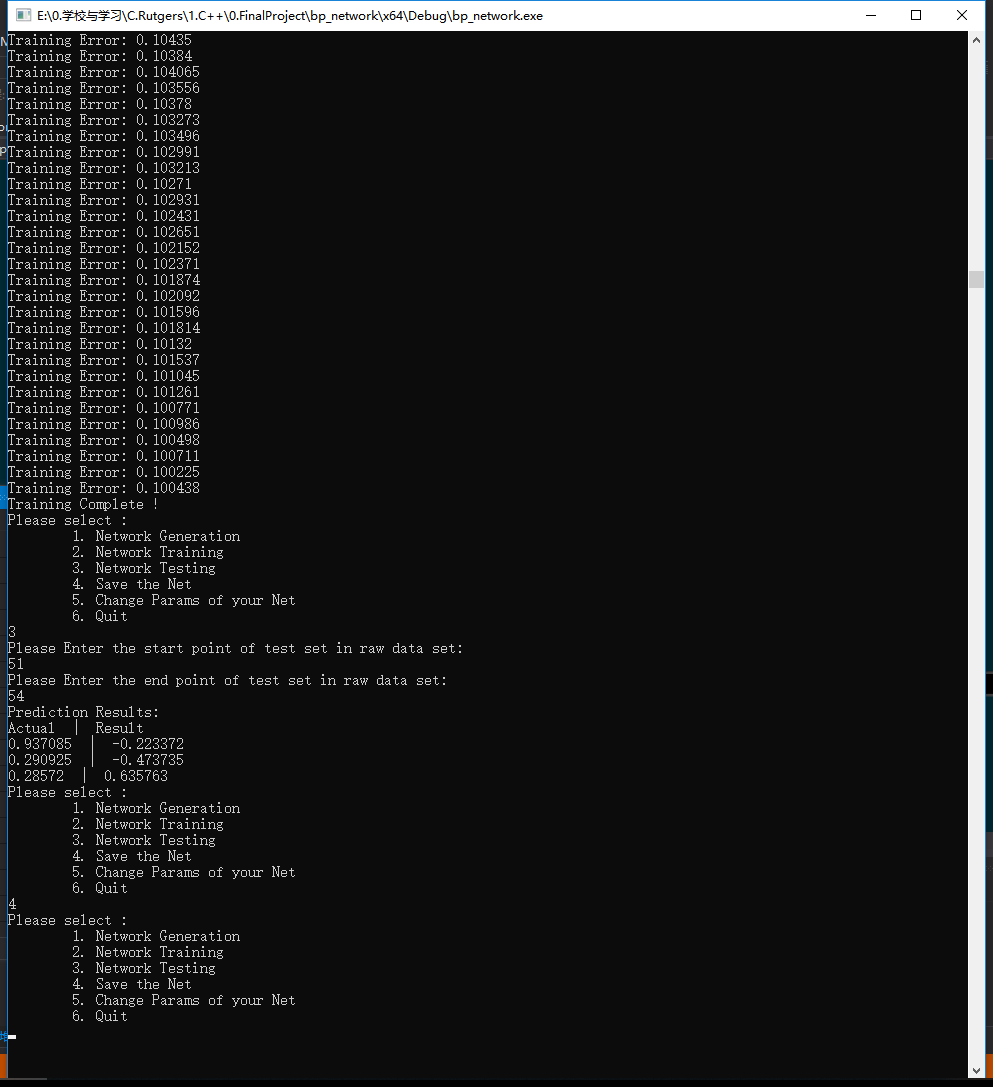 E:\0.学校与学习\C.Rutgers\1.C++\0.FinalProject\bp_network\x64\Debug\bp_network.exe
Training Error: 0.10435
Training Error: 0.10384
Training Error: 0.104065
Training Error: 0.103556
Training Error: 0.10378
Training Error: 0.103273
Training Error: 0.103496
Training Error: 0.102991
Training Error: 0.103213
Training Error: 0.10271
Training Error: 0.102931
Training Error: 0.102431
Training Error: 0.102651
Training Error: 0.102152
Training Error: 0.102371
Training Error: 0.101874
Training Error: 0.102092
Training Error: 0.101596
Training Error: 0.101814
Training Error: 0.10132
Training Error: 0.101537
Training Error: 0.101045
Training Error: 0.101261
Training Error: 0.100771
Training Error: 0.100986
Training Error: 0.100498
Training Error: 0.100711
Training Error: 0.100225
Training Error: 0.100438
Training Complete !
Please select :
1. Network Generation
2. Network Training
3. Network Testing
4. Save the Net
5. Change Params of your Net
6. Quit
3
Please Enter the start point of test set in raw data set:
51
Please Enter the end point of test set in raw data set:
54
Prediction Results:
Actual | Result
0.937085 | -0.223372
0.290925 | -0.473735
0.28572 | 0.635763
Please select :
1. Network Generation
2. Network Training
3. Network Testing
4. Save the Net
5. Change Params of your Net
6. Quit
4
Please select :
1. Network Generation
2. Network Training
3. Network Testing
4. Save the Net
5. Change Params of your Net
6. Quit